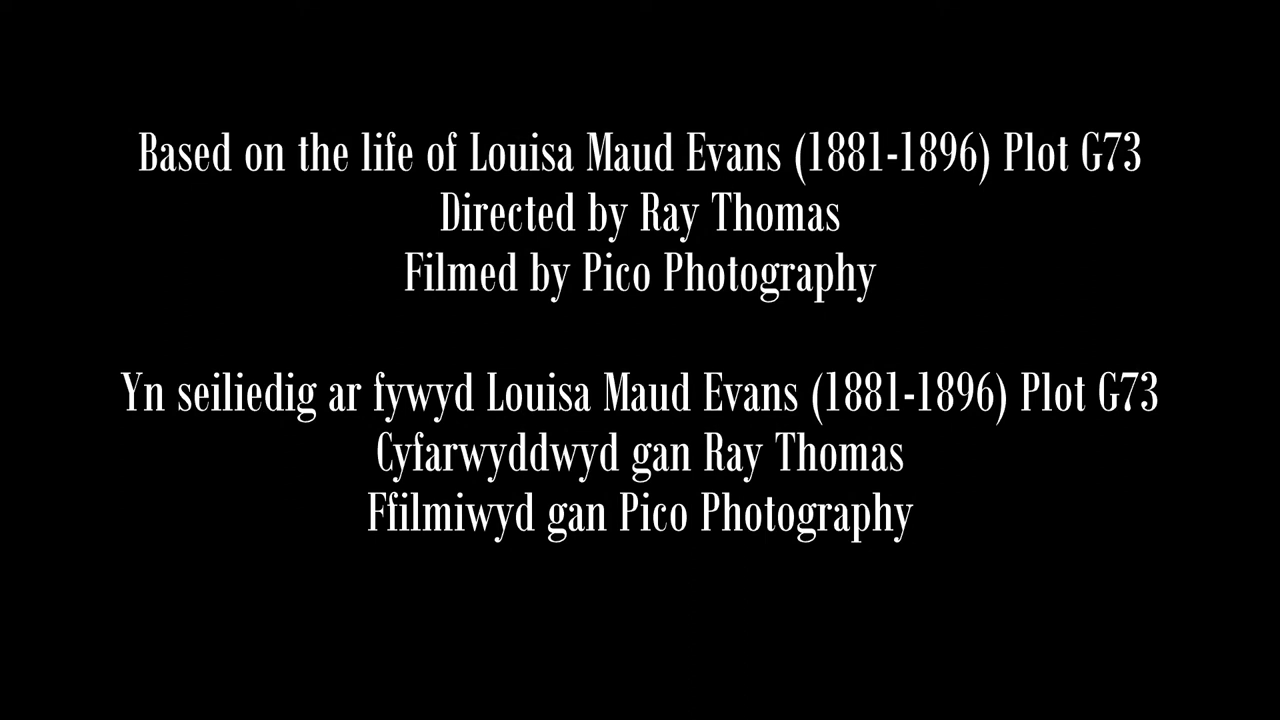 Based on the life of Louisa Maud Evans (1881-1896) Plot G73
Directed by Ray Thomas
Filmed by Pico Photography
Yn seiliedig ar fywyd Louisa Maud Evans (1881-1896) Plot G73
Cyfarwyddwyd gan Ray Thomas
Ffilmiwyd gan Pico Photography